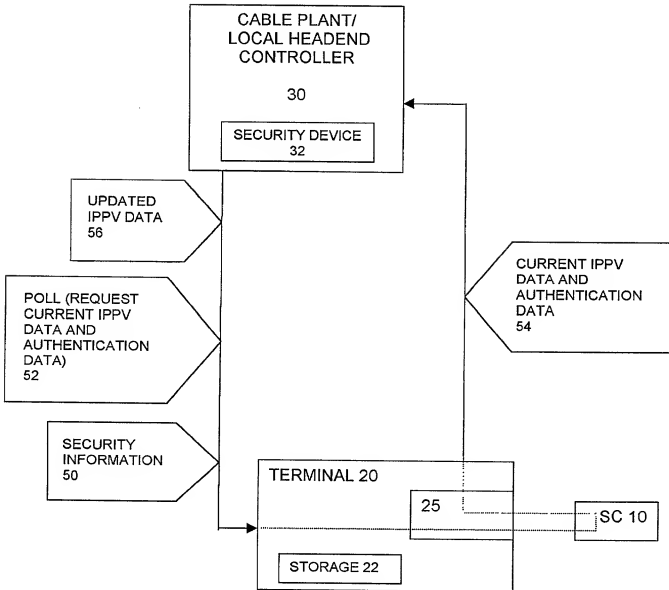 CABLE PLANT/
LOCAL HEADEND
CONTROLLER
30
SECURITY DEVICE
32
UPDATED
IPPV DATA
56
POLL (REQUEST
CURRENT IPPV
DATA AND
AUTHENTICATION
DATA)
52
SECURITY
INFORMATION
50
CURRENT IPPV
DATA AND
AUTHENTICATION
DATA
54
TERMINAL 20
25
SC 10
STORAGE 22